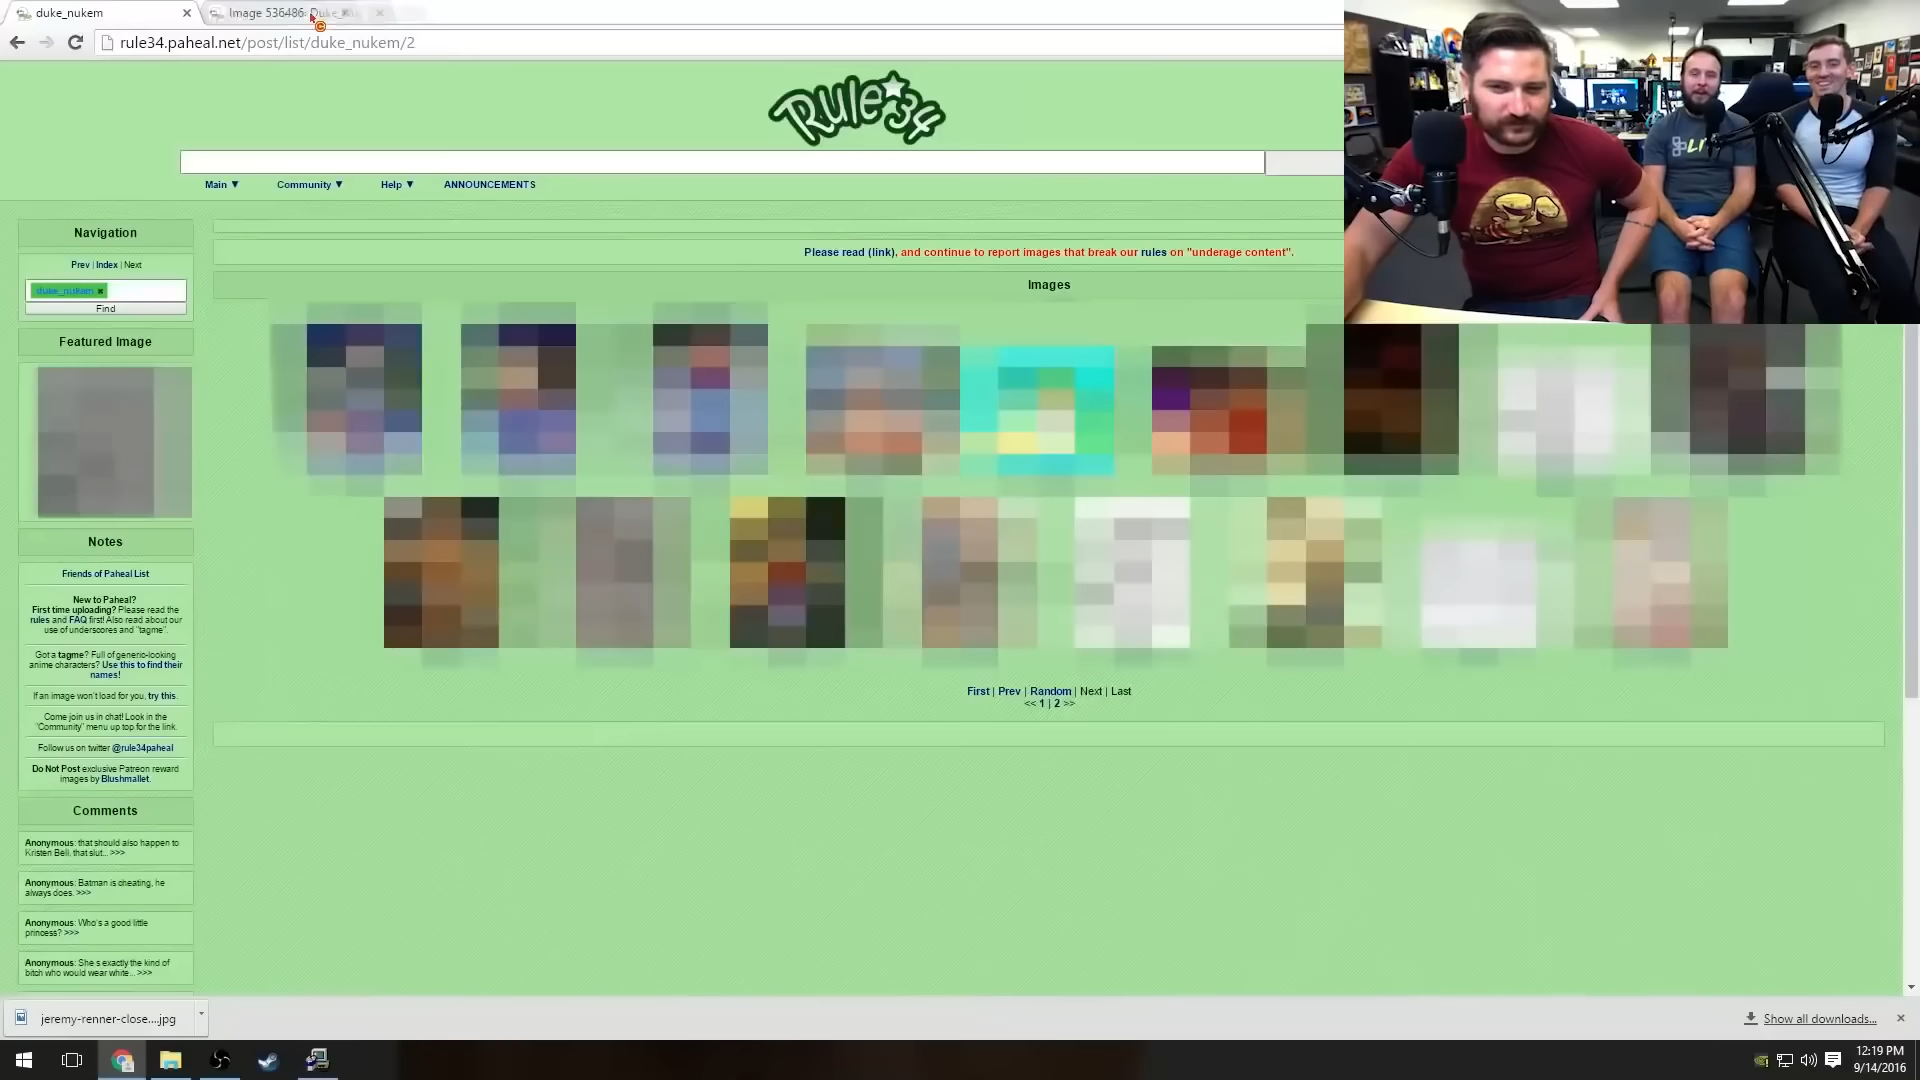 duke_nukem
Image 536486: Duke_Nu
rule34.paheal.net/post/list/duke_nukem/2
Rule34
Main ▼ Community ▼ Help ▼ ANNOUNCEMENTS
Navigation
Prev | Index | Next
duke_nukem ✖
Find
Featured Image
Notes
Friends of Paheal List
New to Paheal?
First time uploading? Please read the
rules and FAQ first! Also read about our
use of underscores and "tagme".
Got a tagme? Full of generic-looking
anime characters? Use this to find their
names!
If an image won't load for you, try this.
Come join us in chat! Look in the
"Community" menu up top for the link.
Follow us on twitter @rule34paheal
Do Not Post exclusive Patreon reward
images by Blushmallet.
Comments
Anonymous: that should also happen to
Kristen Bell, that slut... >>>
Anonymous: Batman is cheating, he
always does. >>>
Anonymous: Who's a good little
princess? >>>
Anonymous: She s exactly the kind of
bitch who would wear white... >>>
Please read (link), and continue to report images that break our rules on "underage content".
Images
First | Prev | Random | Next | Last
<< 1 | 2 >>
jeremy-renner-close....jpg
Show all downloads...
12:19 PM
9/14/2016